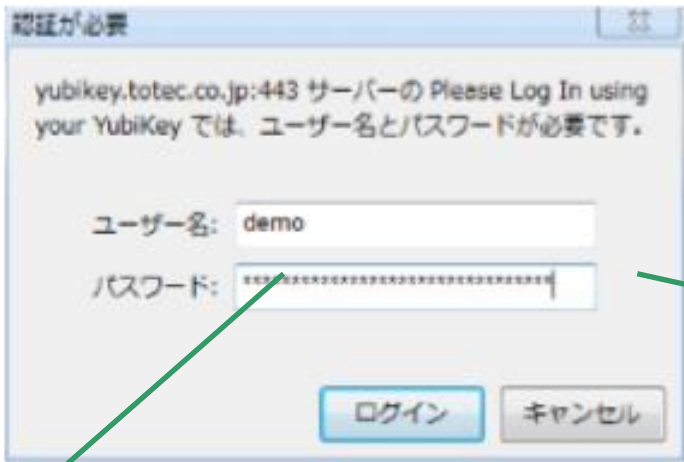 認証が必要
yubikey.totec.co.jp:443 サーバーの Please Log In using
your YubiKey では、ユーザー名とパスワードが必要です。
ユーザー名: demo
パスワード: ********************************
ログイン キャンセル